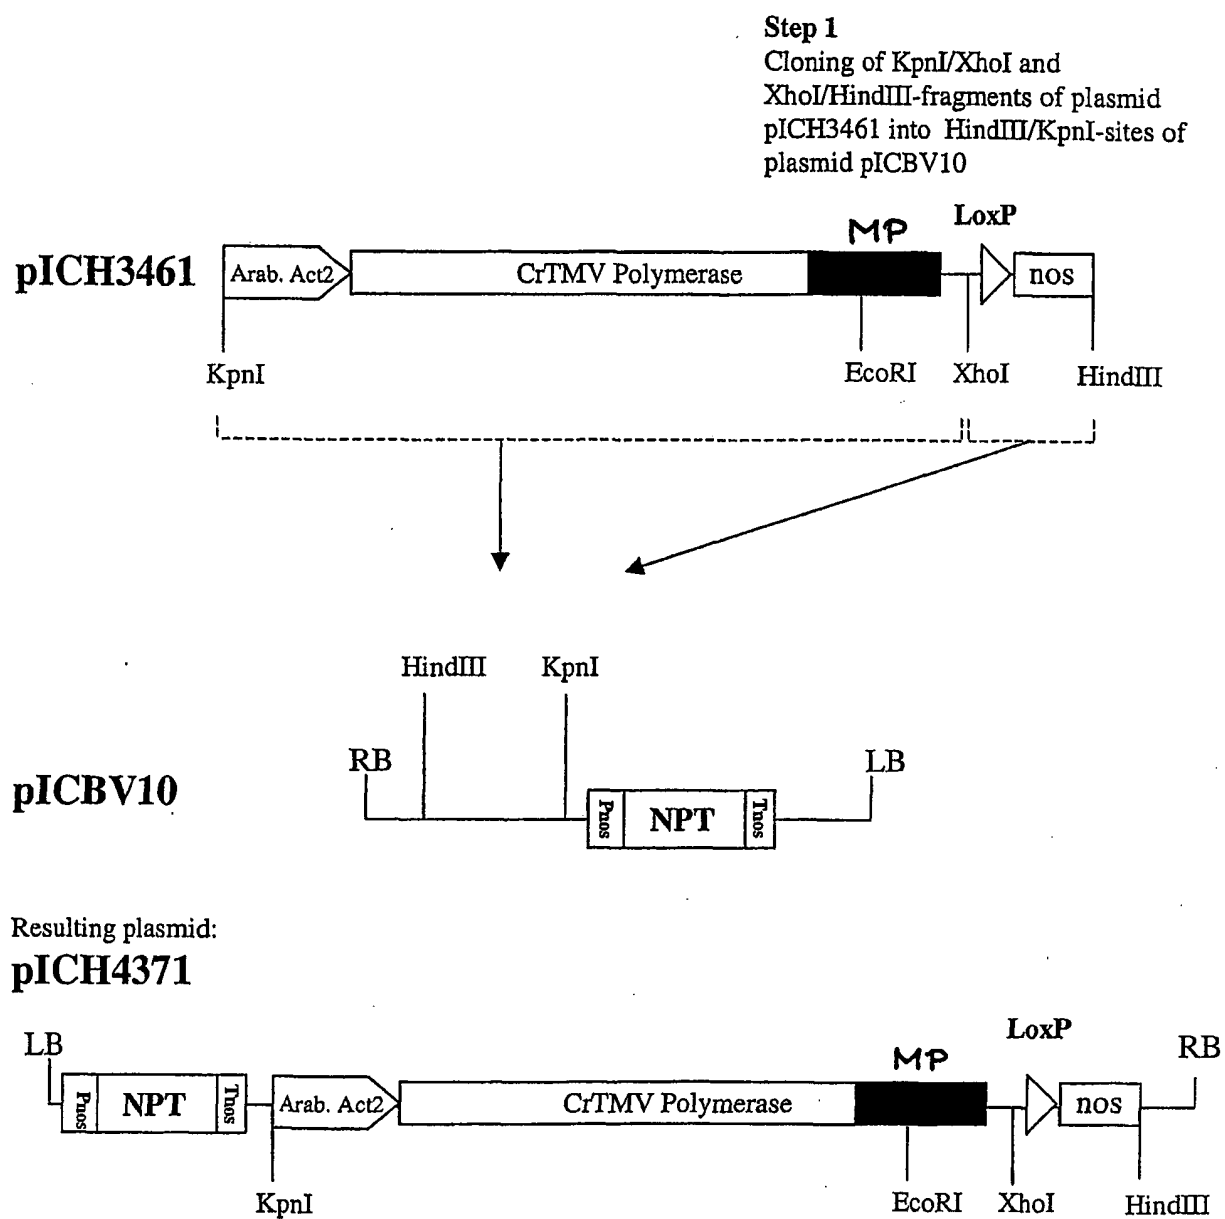 Step 1
Cloning of KpnI/XhoI and
XhoI/HindIII-fragments of plasmid
pICH3461 into HindIII/KpnI-sites of
plasmid pICBV10
LoxP
MP
pICH3461
Arab. Act2
CrTMV Polymerase
nos
KpnI
EcoRI
XhoI
HindIII
HindIII
KpnI
RB
LB
pICBV10
Pnos
NPT
Tnos
Resulting plasmid:
pICH4371
LoxP
LB
MP
RB
Pnos
NPT
Tnos
Arab. Act2
CrTMV Polymerase
nos
KpnI
EcoRI
XhoI
HindIII